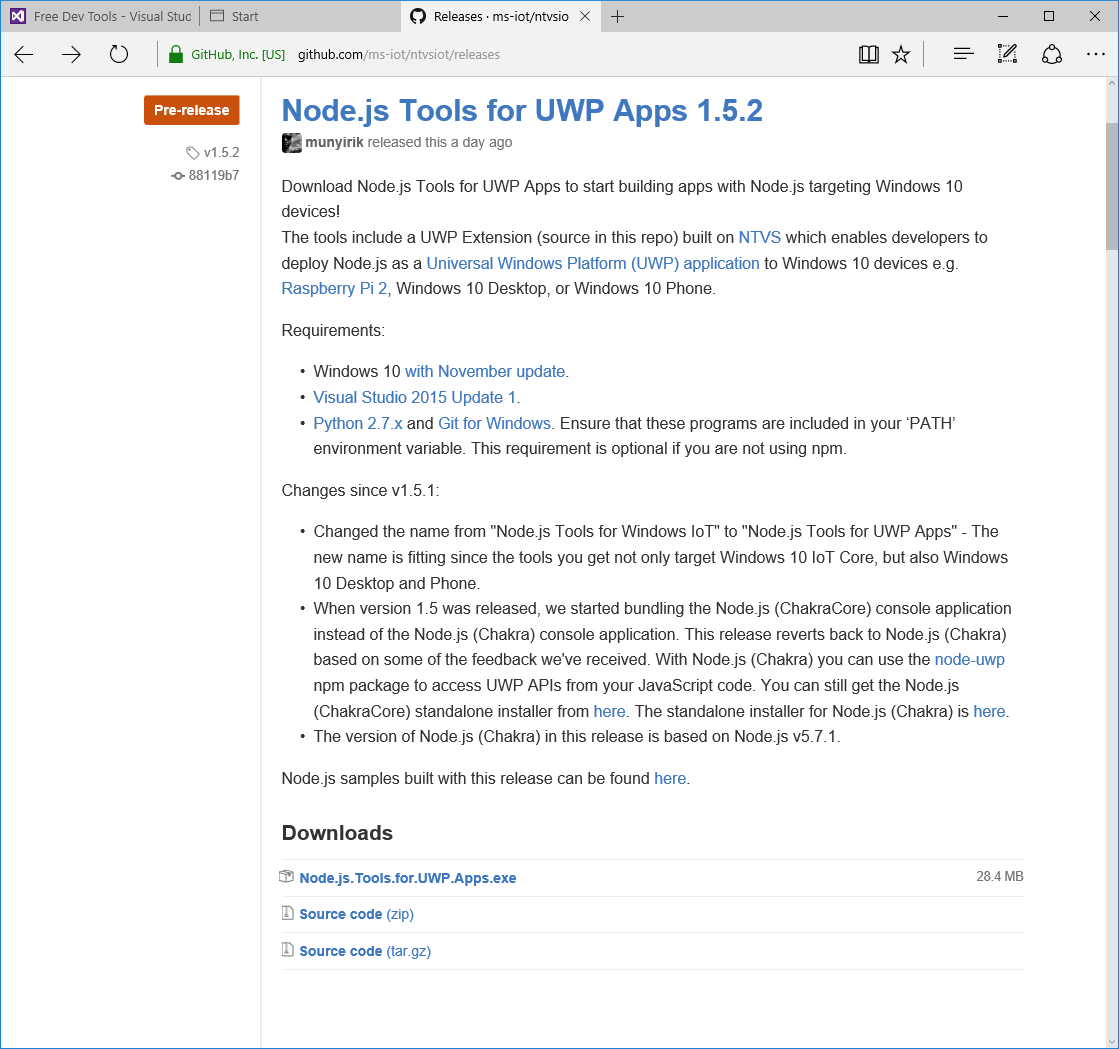 Free Dev Tools - Visual Stud
Start
Releases · ms-iot/ntvsio
GitHub, Inc. [US] github.com/ms-iot/ntvsiot/releases
Pre-release
v1.5.2
88119b7
Node.js Tools for UWP Apps 1.5.2
munyirik released this a day ago
Download Node.js Tools for UWP Apps to start building apps with Node.js targeting Windows 10
devices!
The tools include a UWP Extension (source in this repo) built on NTVS which enables developers to
deploy Node.js as a Universal Windows Platform (UWP) application to Windows 10 devices e.g.
Raspberry Pi 2, Windows 10 Desktop, or Windows 10 Phone.
Requirements:
• Windows 10 with November update.
• Visual Studio 2015 Update 1.
• Python 2.7.x and Git for Windows. Ensure that these programs are included in your ‘PATH’
environment variable. This requirement is optional if you are not using npm.
Changes since v1.5.1:
• Changed the name from "Node.js Tools for Windows IoT" to "Node.js Tools for UWP Apps" - The
new name is fitting since the tools you get not only target Windows 10 IoT Core, but also Windows
10 Desktop and Phone.
• When version 1.5 was released, we started bundling the Node.js (ChakraCore) console application
instead of the Node.js (Chakra) console application. This release reverts back to Node.js (Chakra)
based on some of the feedback we've received. With Node.js (Chakra) you can use the node-uwp
npm package to access UWP APIs from your JavaScript code. You can still get the Node.js
(ChakraCore) standalone installer from here. The standalone installer for Node.js (Chakra) is here.
• The version of Node.js (Chakra) in this release is based on Node.js v5.7.1.
Node.js samples built with this release can be found here.
Downloads
Node.js.Tools.for.UWP.Apps.exe 28.4 MB
Source code (zip)
Source code (tar.gz)